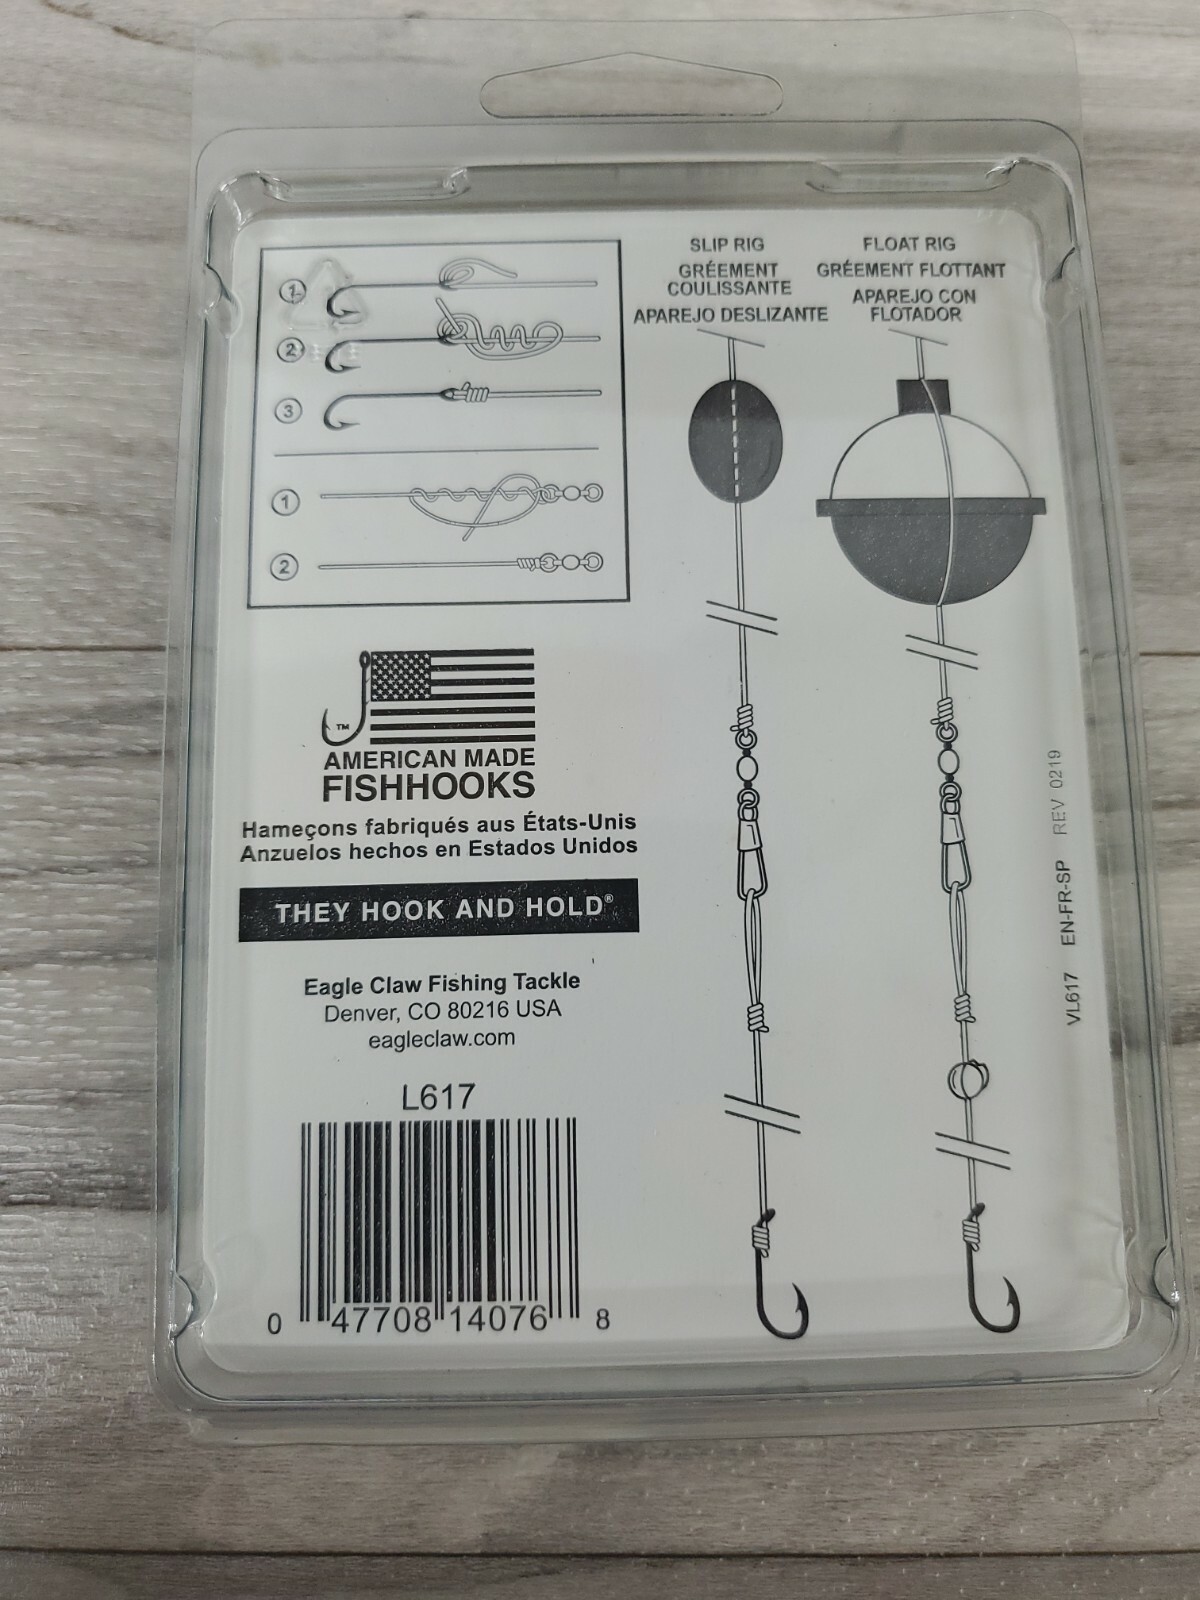 1
2
3
1
2
SLIP RIG
GRÉEMENT
COULISSANTE
APAREJO DESLIZANTE
FLOAT RIG
GRÉEMENT FLOTTANT
APAREJO CON
FLOTADOR
TM
AMERICAN MADE
FISHHOOKS
Hameçons fabriqués aus États-Unis
Anzuelos hechos en Estados Unidos
THEY HOOK AND HOLD®
Eagle Claw Fishing Tackle
Denver, CO 80216 USA
eagleclaw.com
L617
0 47708 14076 8
VL617 EN-FR-SP REV 0219